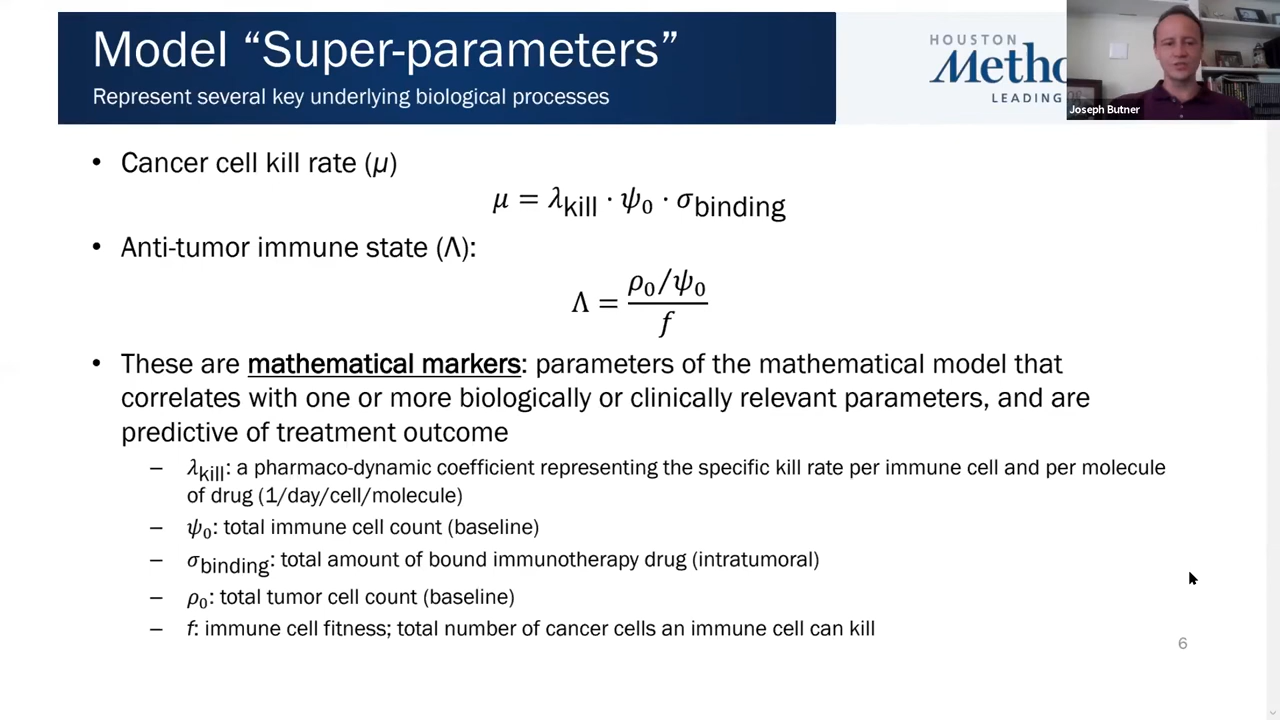 Model “Super-parameters”
Represent several key underlying biological processes
HOUSTON
LEADING
Joseph Butner
• Cancer cell kill rate (μ)
μ = λkill · ψ0 · σbinding
• Anti-tumor immune state (Λ):
Λ = ρ0/ψ0
f
• These are mathematical markers: parameters of the mathematical model that
correlates with one or more biologically or clinically relevant parameters, and are
predictive of treatment outcome
– λkill: a pharmaco-dynamic coefficient representing the specific kill rate per immune cell and per molecule
of drug (1/day/cell/molecule)
– ψ0: total immune cell count (baseline)
– σbinding: total amount of bound immunotherapy drug (intratumoral)
– ρ0: total tumor cell count (baseline)
– f: immune cell fitness; total number of cancer cells an immune cell can kill
6